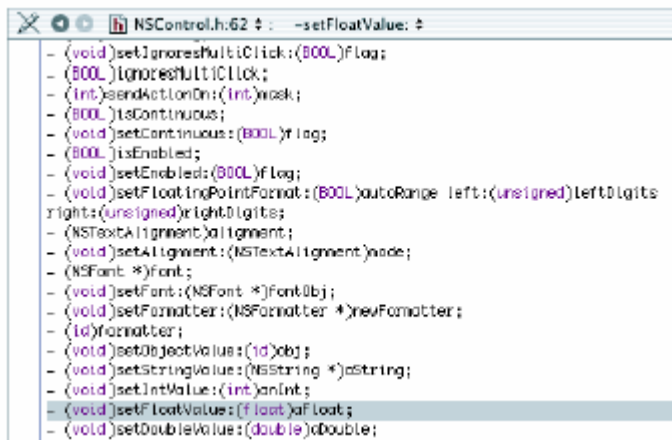 NSControl.h:62 : -setFloatValue:
- (void)setIgnoresMultiClick:(BOOL)flag;
- (BOOL)ignoresMultiClick;
- (int)sendActionOn:(int)mask;
- (BOOL)isContinuous;
- (void)setContinuous:(BOOL)flag;
- (BOOL)isEnabled;
- (void)setEnabled:(BOOL)flag;
- (void)setFloatingPointFormat:(BOOL)autoRange left:(unsigned)leftDigits
right:(unsigned)rightDigits;
- (NSTextAlignment)alignment;
- (void)setAlignment:(NSTextAlignment)mode;
- (NSFont *)font;
- (void)setFont:(NSFont *)fontObj;
- (void)setFormatter:(NSFormatter *)newFormatter;
- (id)formatter;
- (void)setObjectValue:(id)obj;
- (void)setStringValue:(NSString *)aString;
- (void)setIntValue:(int)anInt;
- (void)setFloatValue:(float)aFloat;
- (void)setDoubleValue:(double)aDouble;